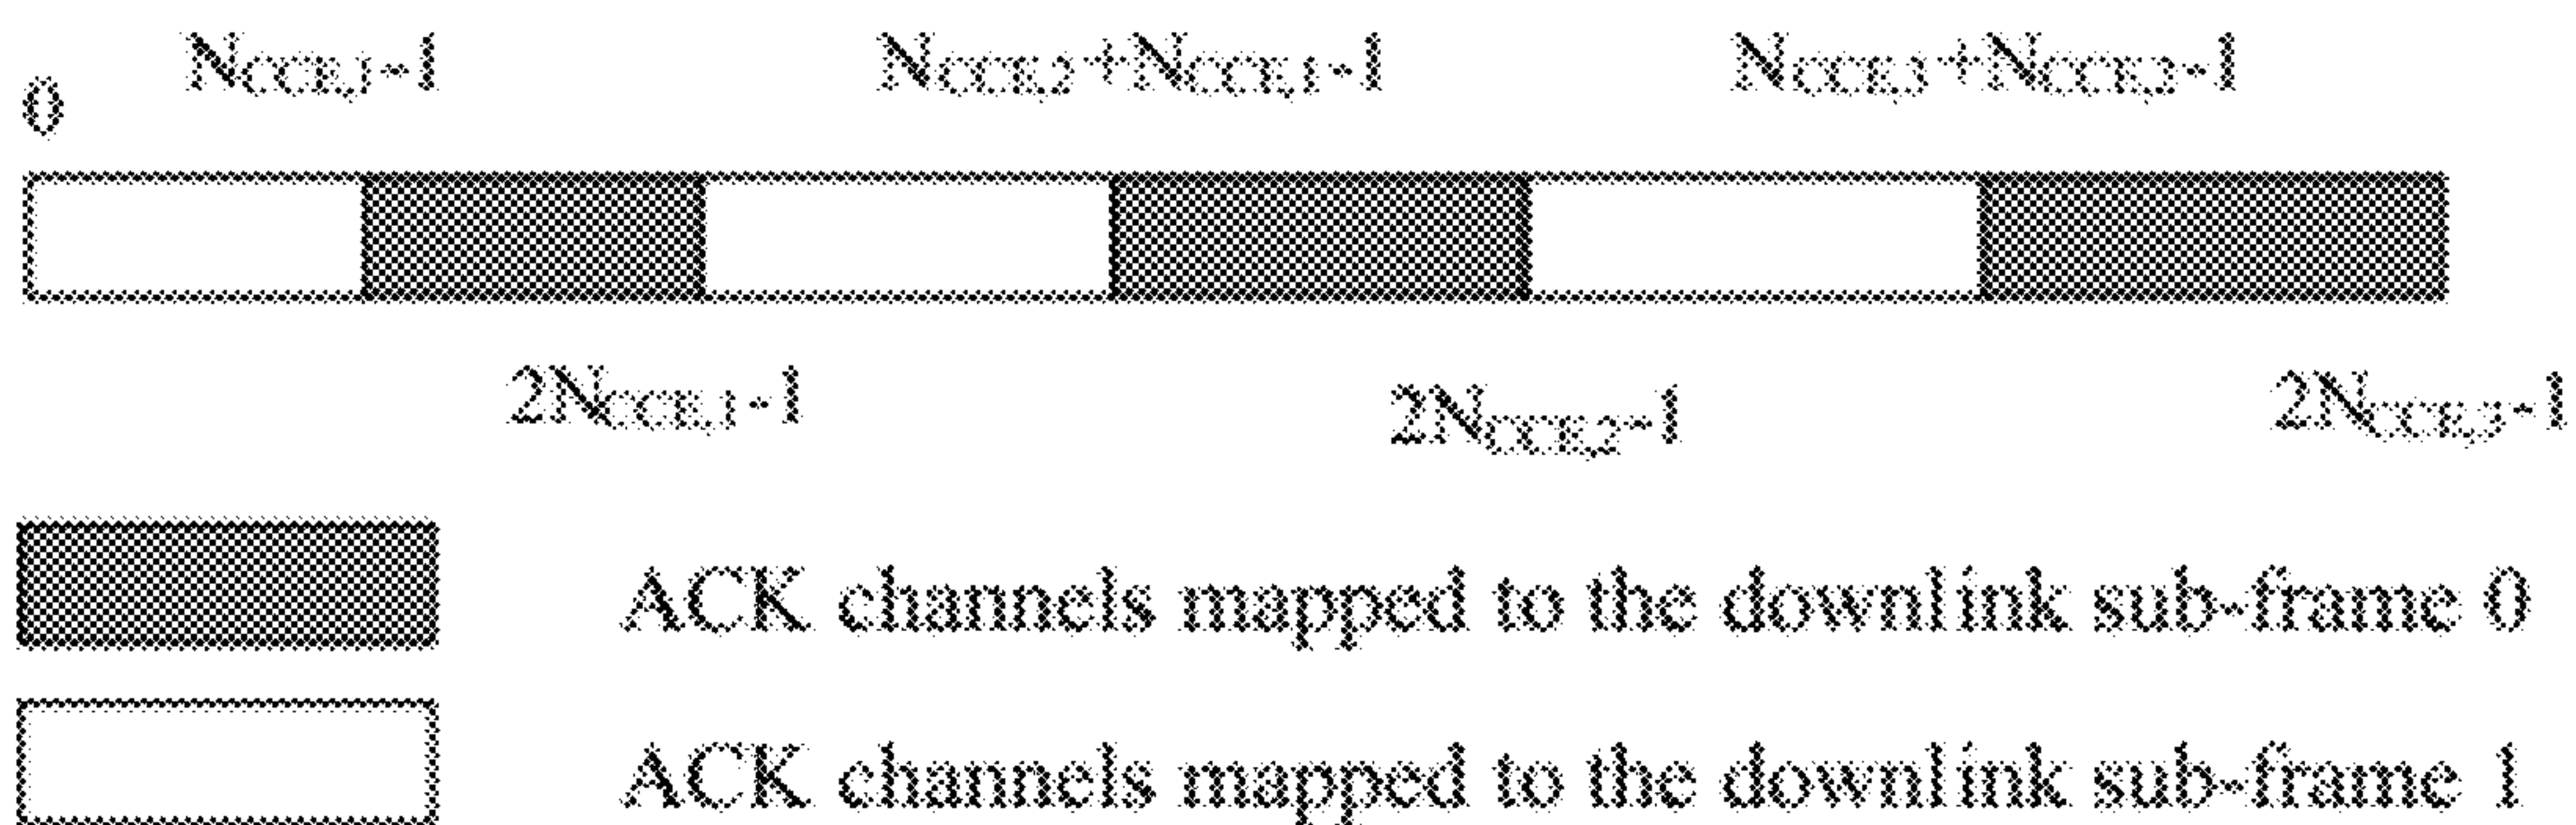 0
N_CCE,1-1
N_CCE,2+N_CCE,1-1
N_CCE,3+N_CCE,2-1
2N_CCE,1-1
2N_CCE,2-1
2N_CCE,3-1
ACK channels mapped to the downlink sub-frame 0
ACK channels mapped to the downlink sub-frame 1